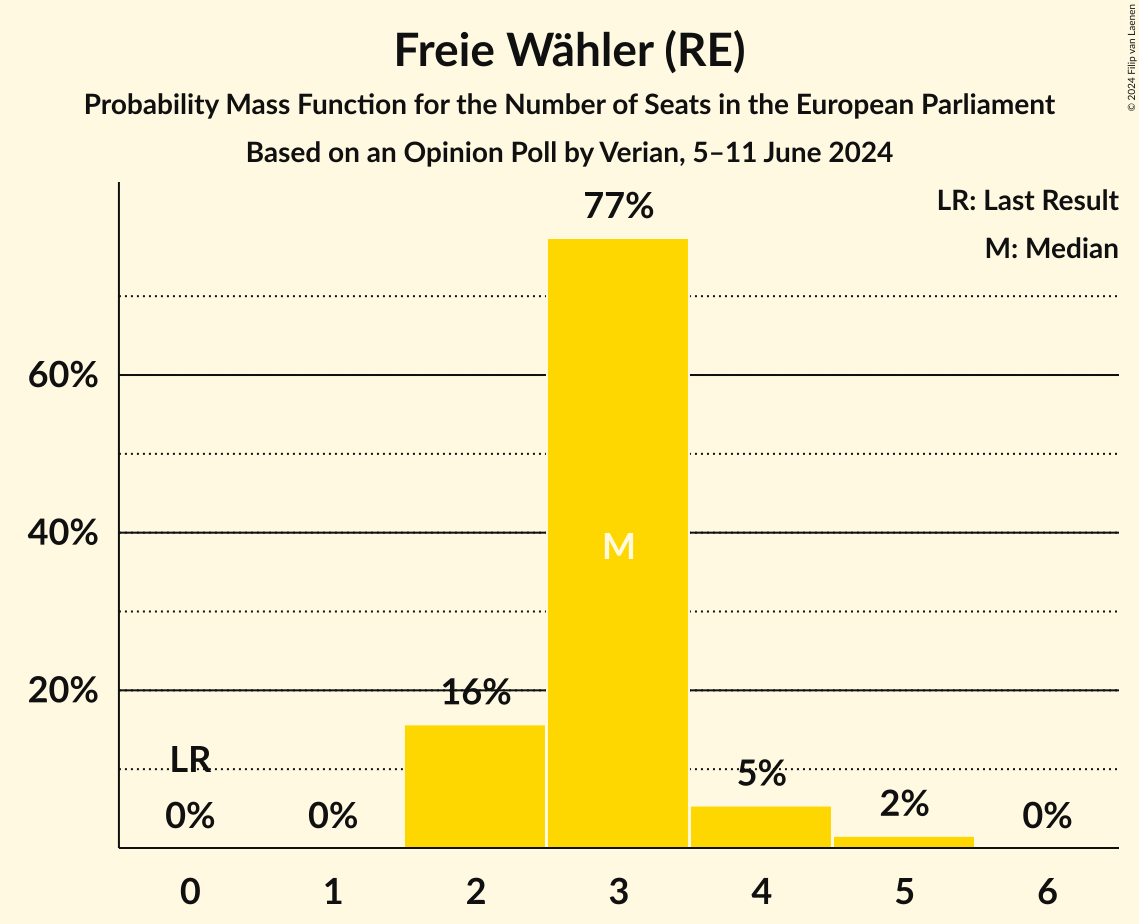 Freie Wähler (RE)
Probability Mass Function for the Number of Seats in the European Parliament
Based on an Opinion Poll by Verian, 5–11 June 2024
© 2024 Filip van Laenen
LR: Last Result
M: Median
77%
60%
40%
M
20%
16%
LR
0%
0%
5%
2%
0%
0
1
2
3
4
5
6